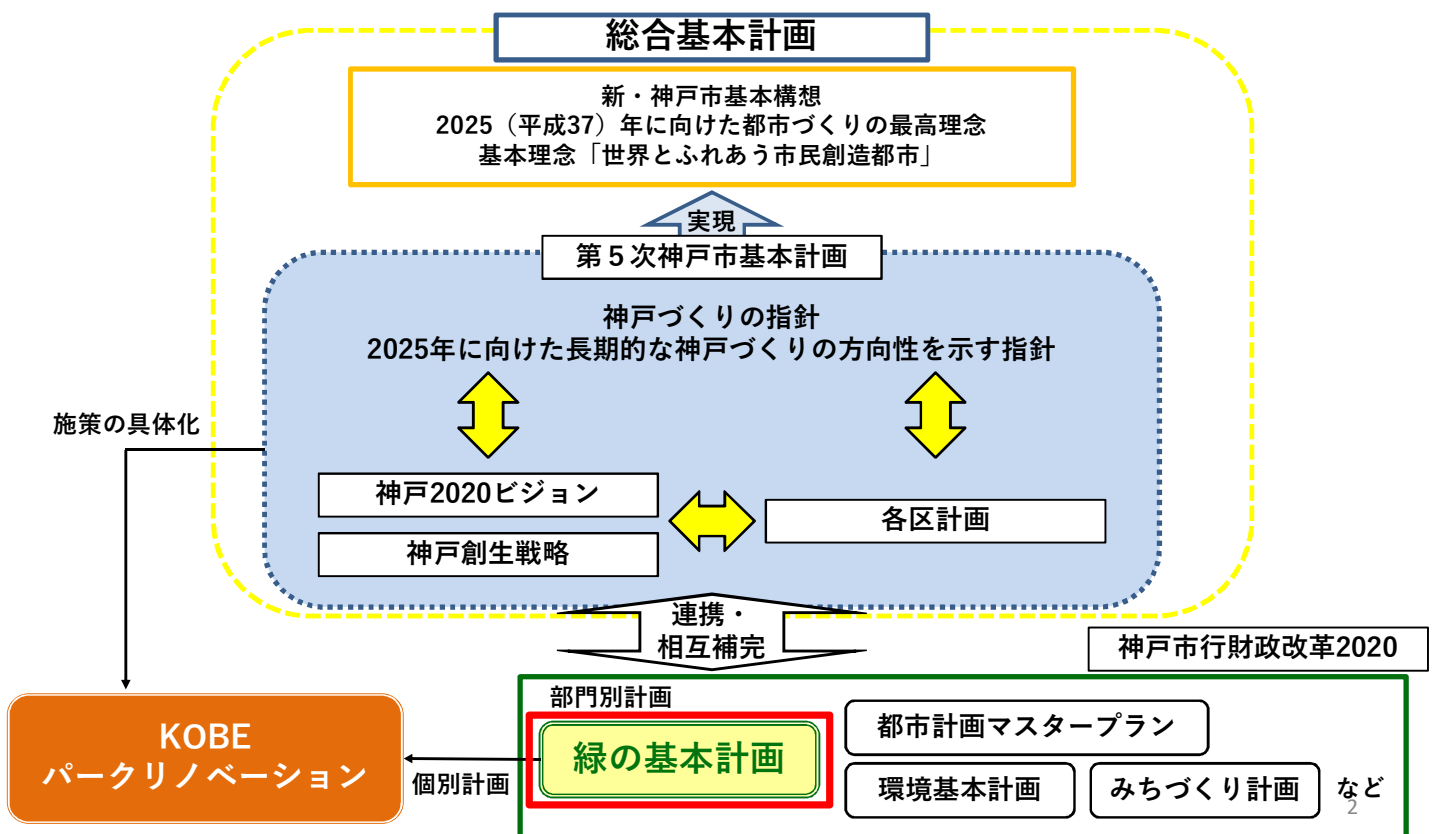 総合基本計画
新・神戸市基本構想
2025（平成37）年に向けた都市づくりの最高理念
基本理念「世界とふれあう市民創造都市」
実現
第５次神戸市基本計画
神戸づくりの指針
2025年に向けた長期的な神戸づくりの方向性を示す指針
施策の具体化
神戸2020ビジョン
神戸創生戦略
各区計画
連携・
相互補完
神戸市行財政改革2020
部門別計画
KOBE
パークリノベーション
個別計画
緑の基本計画
都市計画マスタープラン
環境基本計画
みちづくり計画
など
2